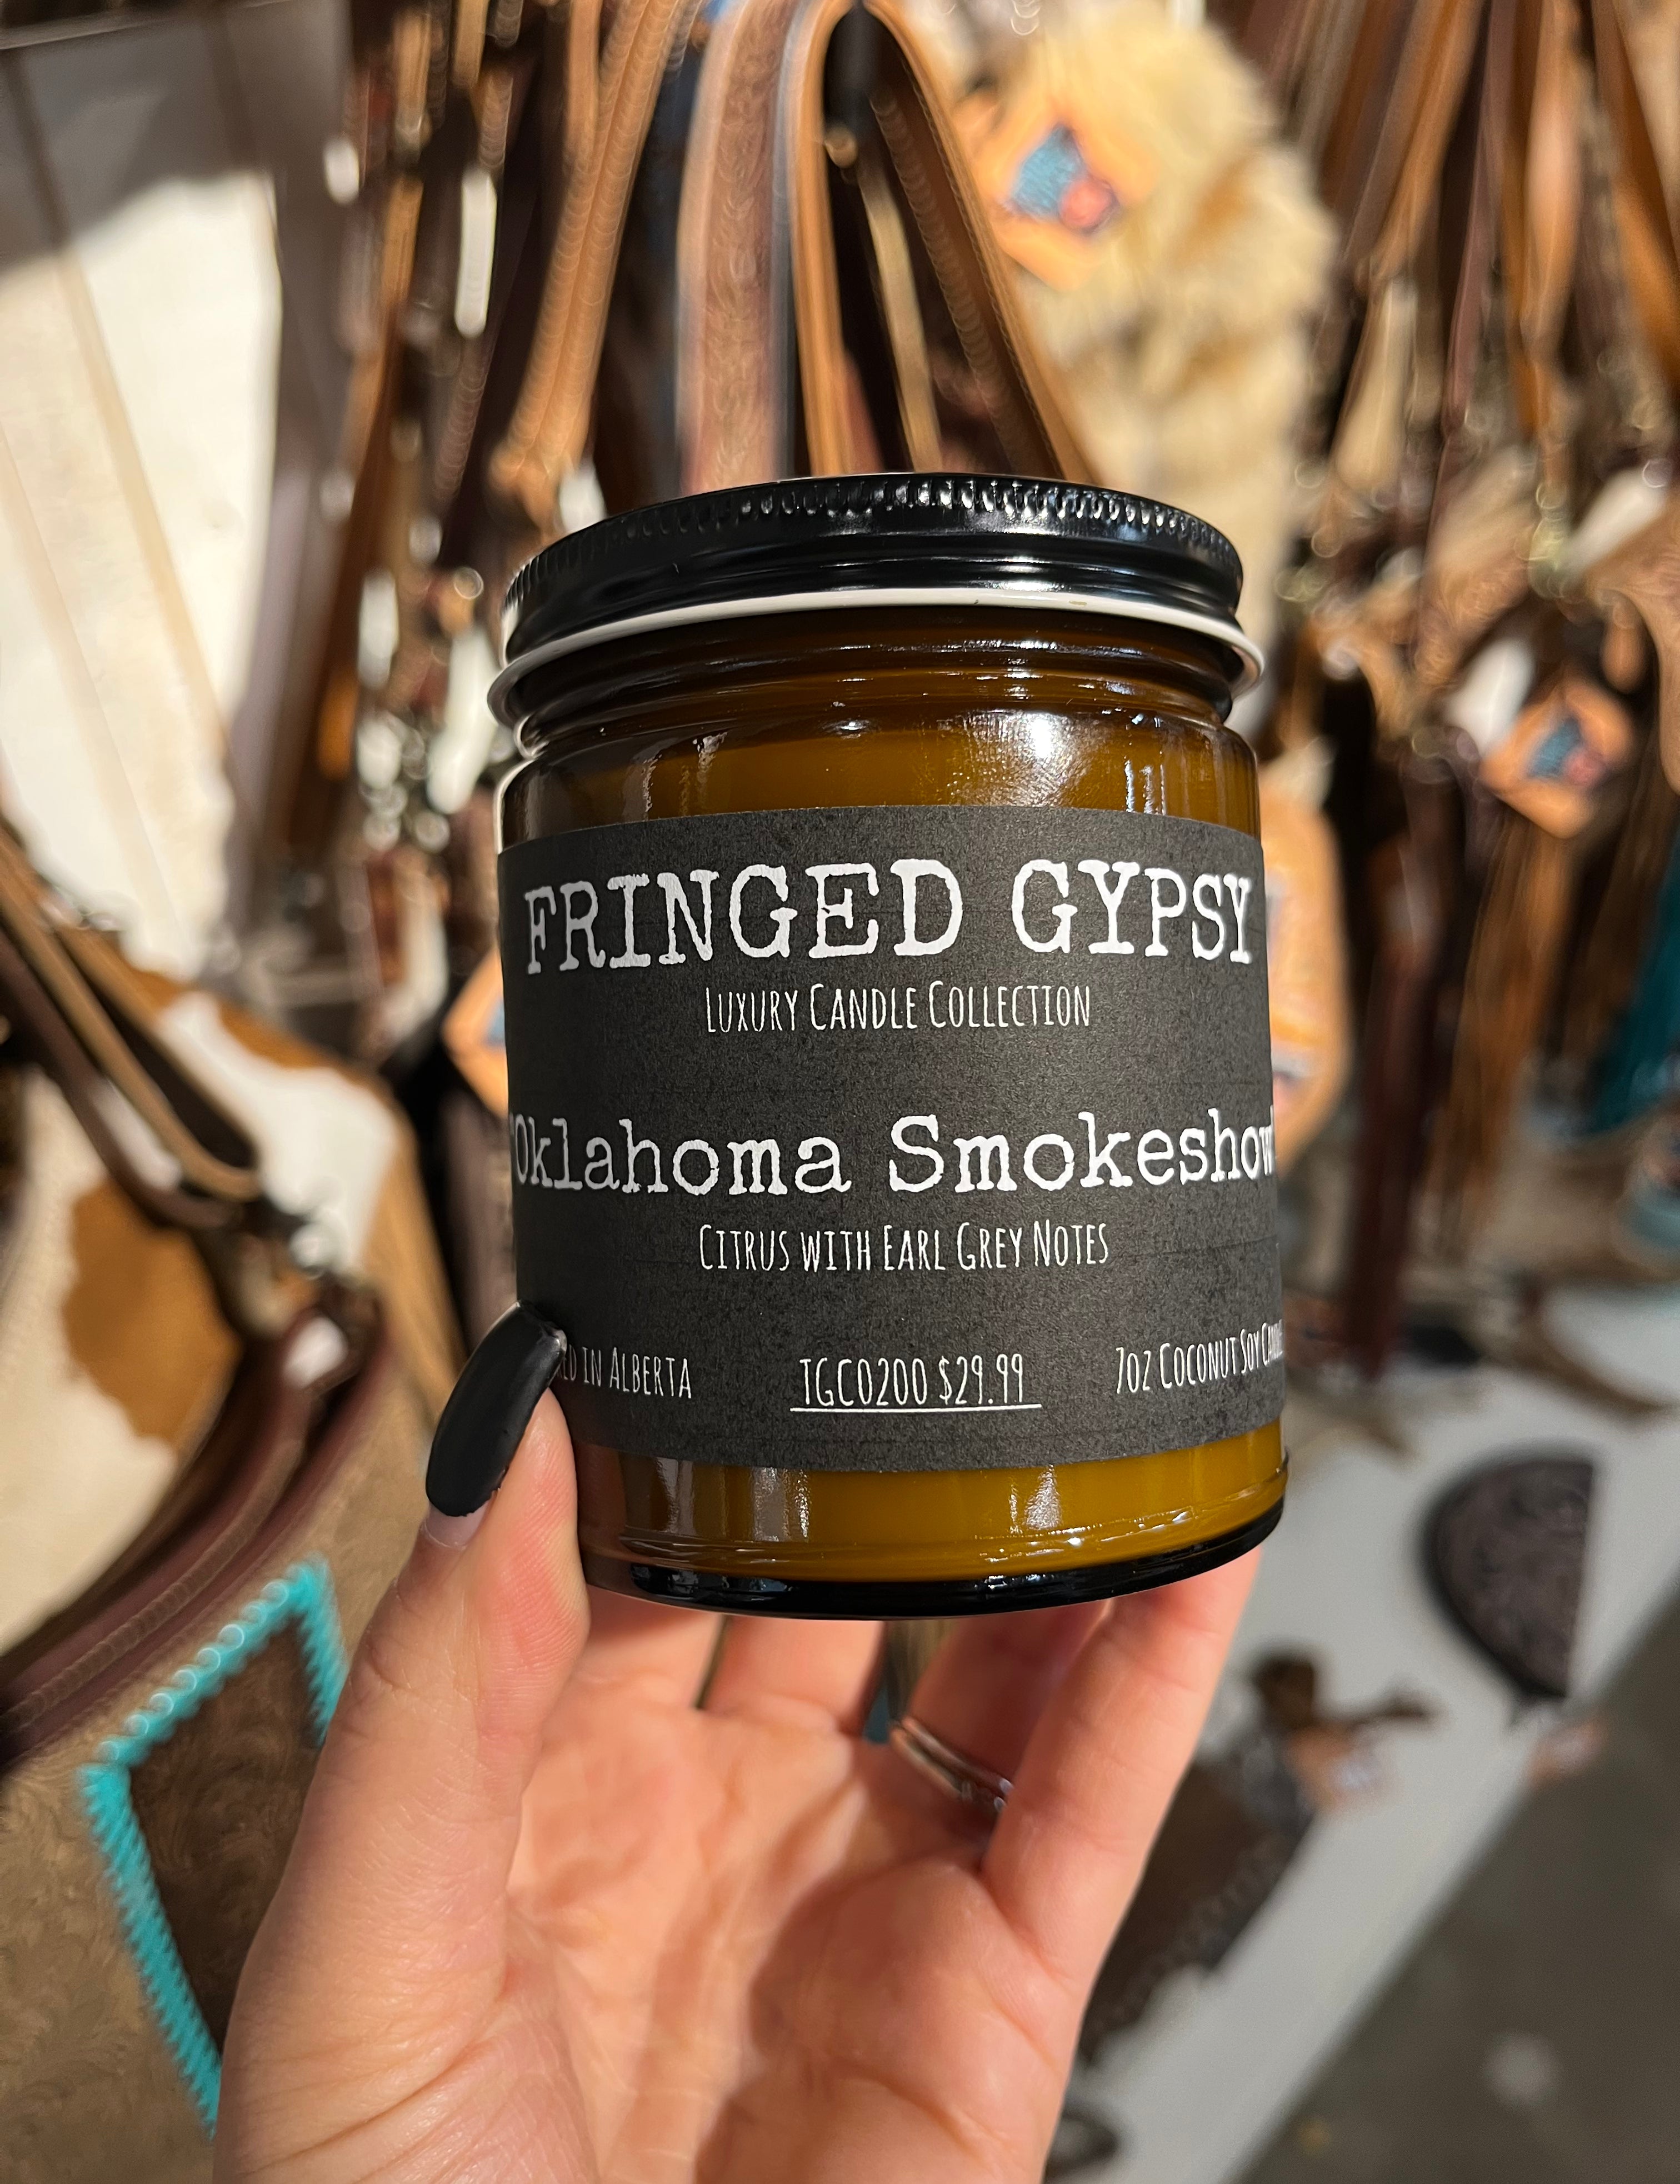 FRINGED GYPSY
Luxury Candle Collection
"Oklahoma Smokeshow"
Citrus with Earl Grey Notes
in Alberta
TGC0200 $29.99
7oz Coconut Soy Candle